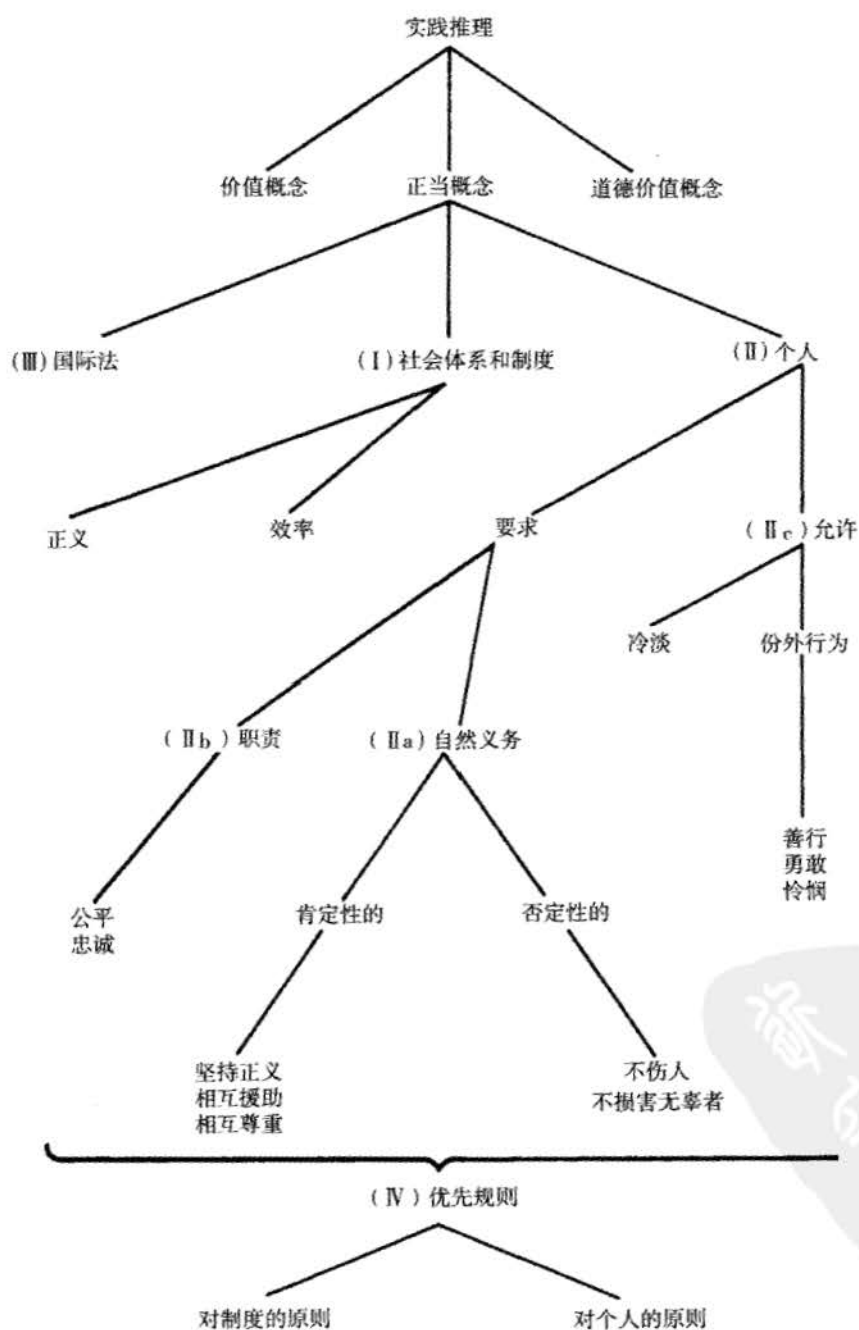 实践推理
价值概念
正当概念
道德价值概念
(Ⅲ)国际法
(Ⅰ)社会体系和制度
(Ⅱ)个人
正义
效率
要求
(Ⅱc)允许
冷淡
份外行为
(Ⅱb)职责
(Ⅱa)自然义务
善行
勇敢
怜悯
公平
忠诚
肯定性的
否定性的
坚持正义
相互援助
相互尊重
不伤人
不损害无辜者
(Ⅳ)优先规则
对制度的原则
对个人的原则